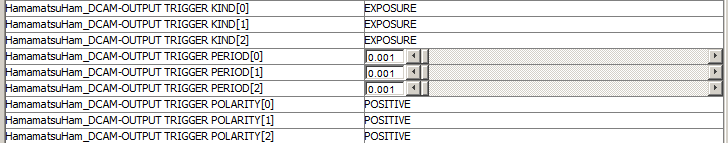 HamamatsuHam_DCAM-OUTPUT TRIGGER KIND[0] EXPOSURE
HamamatsuHam_DCAM-OUTPUT TRIGGER KIND[1] EXPOSURE
HamamatsuHam_DCAM-OUTPUT TRIGGER KIND[2] EXPOSURE
HamamatsuHam_DCAM-OUTPUT TRIGGER PERIOD[0] 0.001
HamamatsuHam_DCAM-OUTPUT TRIGGER PERIOD[1] 0.001
HamamatsuHam_DCAM-OUTPUT TRIGGER PERIOD[2] 0.001
HamamatsuHam_DCAM-OUTPUT TRIGGER POLARITY[0] POSITIVE
HamamatsuHam_DCAM-OUTPUT TRIGGER POLARITY[1] POSITIVE
HamamatsuHam_DCAM-OUTPUT TRIGGER POLARITY[2] POSITIVE